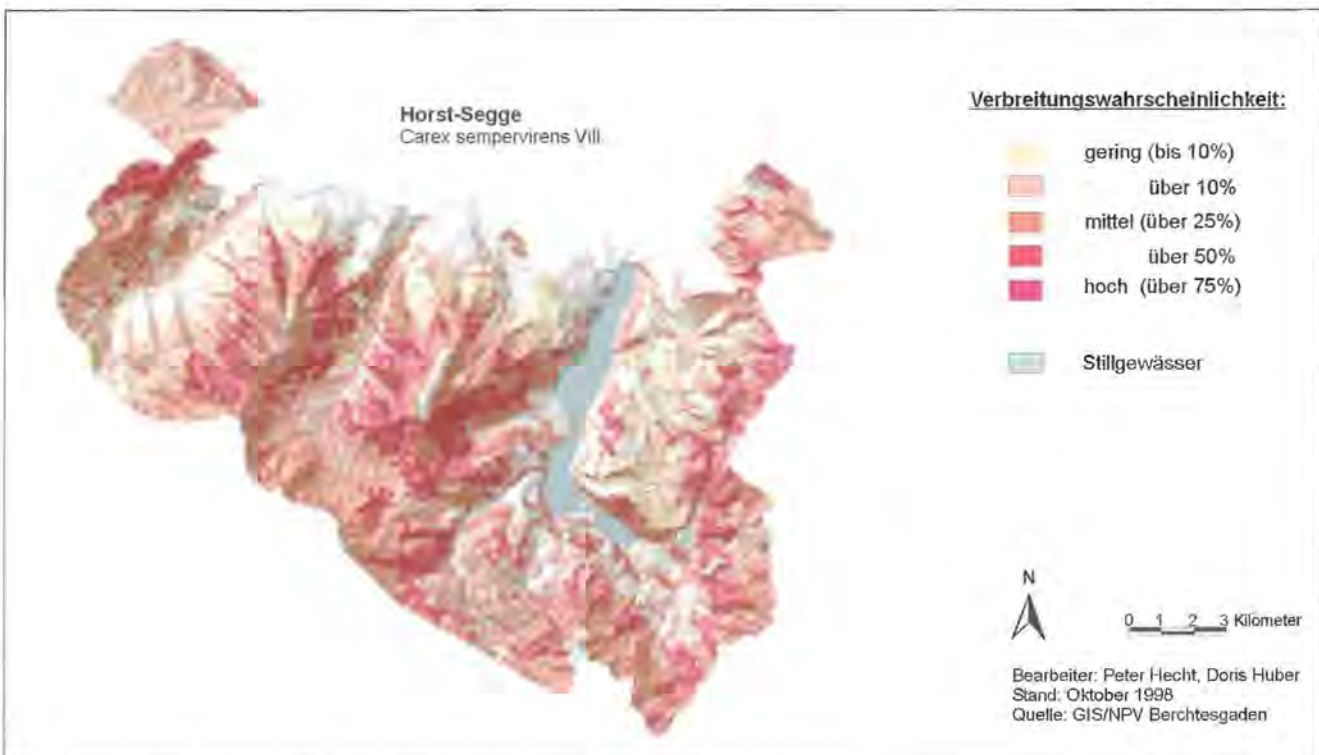 Horst-Segge
Carex sempervirens Vill.
Verbreitungswahrscheinlichkeit:
gering (bis 10%)
über 10%
mittel (über 25%)
über 50%
hoch (über 75%)
Stillgewässer
N
0 1 2 3 Kilometer
Bearbeiter: Peter Hecht, Doris Huber
Stand: Oktober 1998
Quelle: GIS/NPV Berchtesgaden